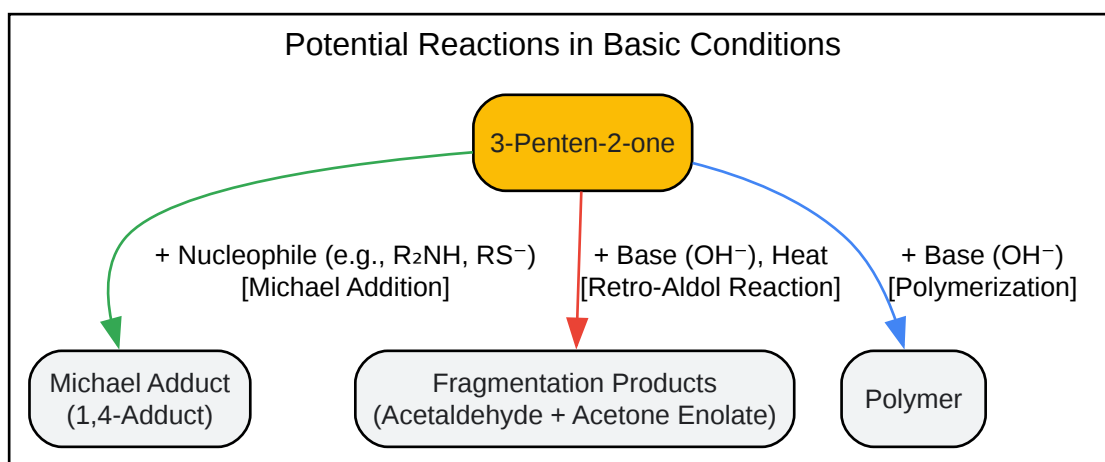 Potential Reactions in Basic Conditions
3-Penten-2-one
+ Nucleophile (e.g., R₂NH, RS⁻)
[Michael Addition]
+ Base (OH⁻), Heat
[Retro-Aldol Reaction]
+ Base (OH⁻)
[Polymerization]
Michael Adduct
(1,4-Adduct)
Fragmentation Products
(Acetaldehyde + Acetone Enolate)
Polymer